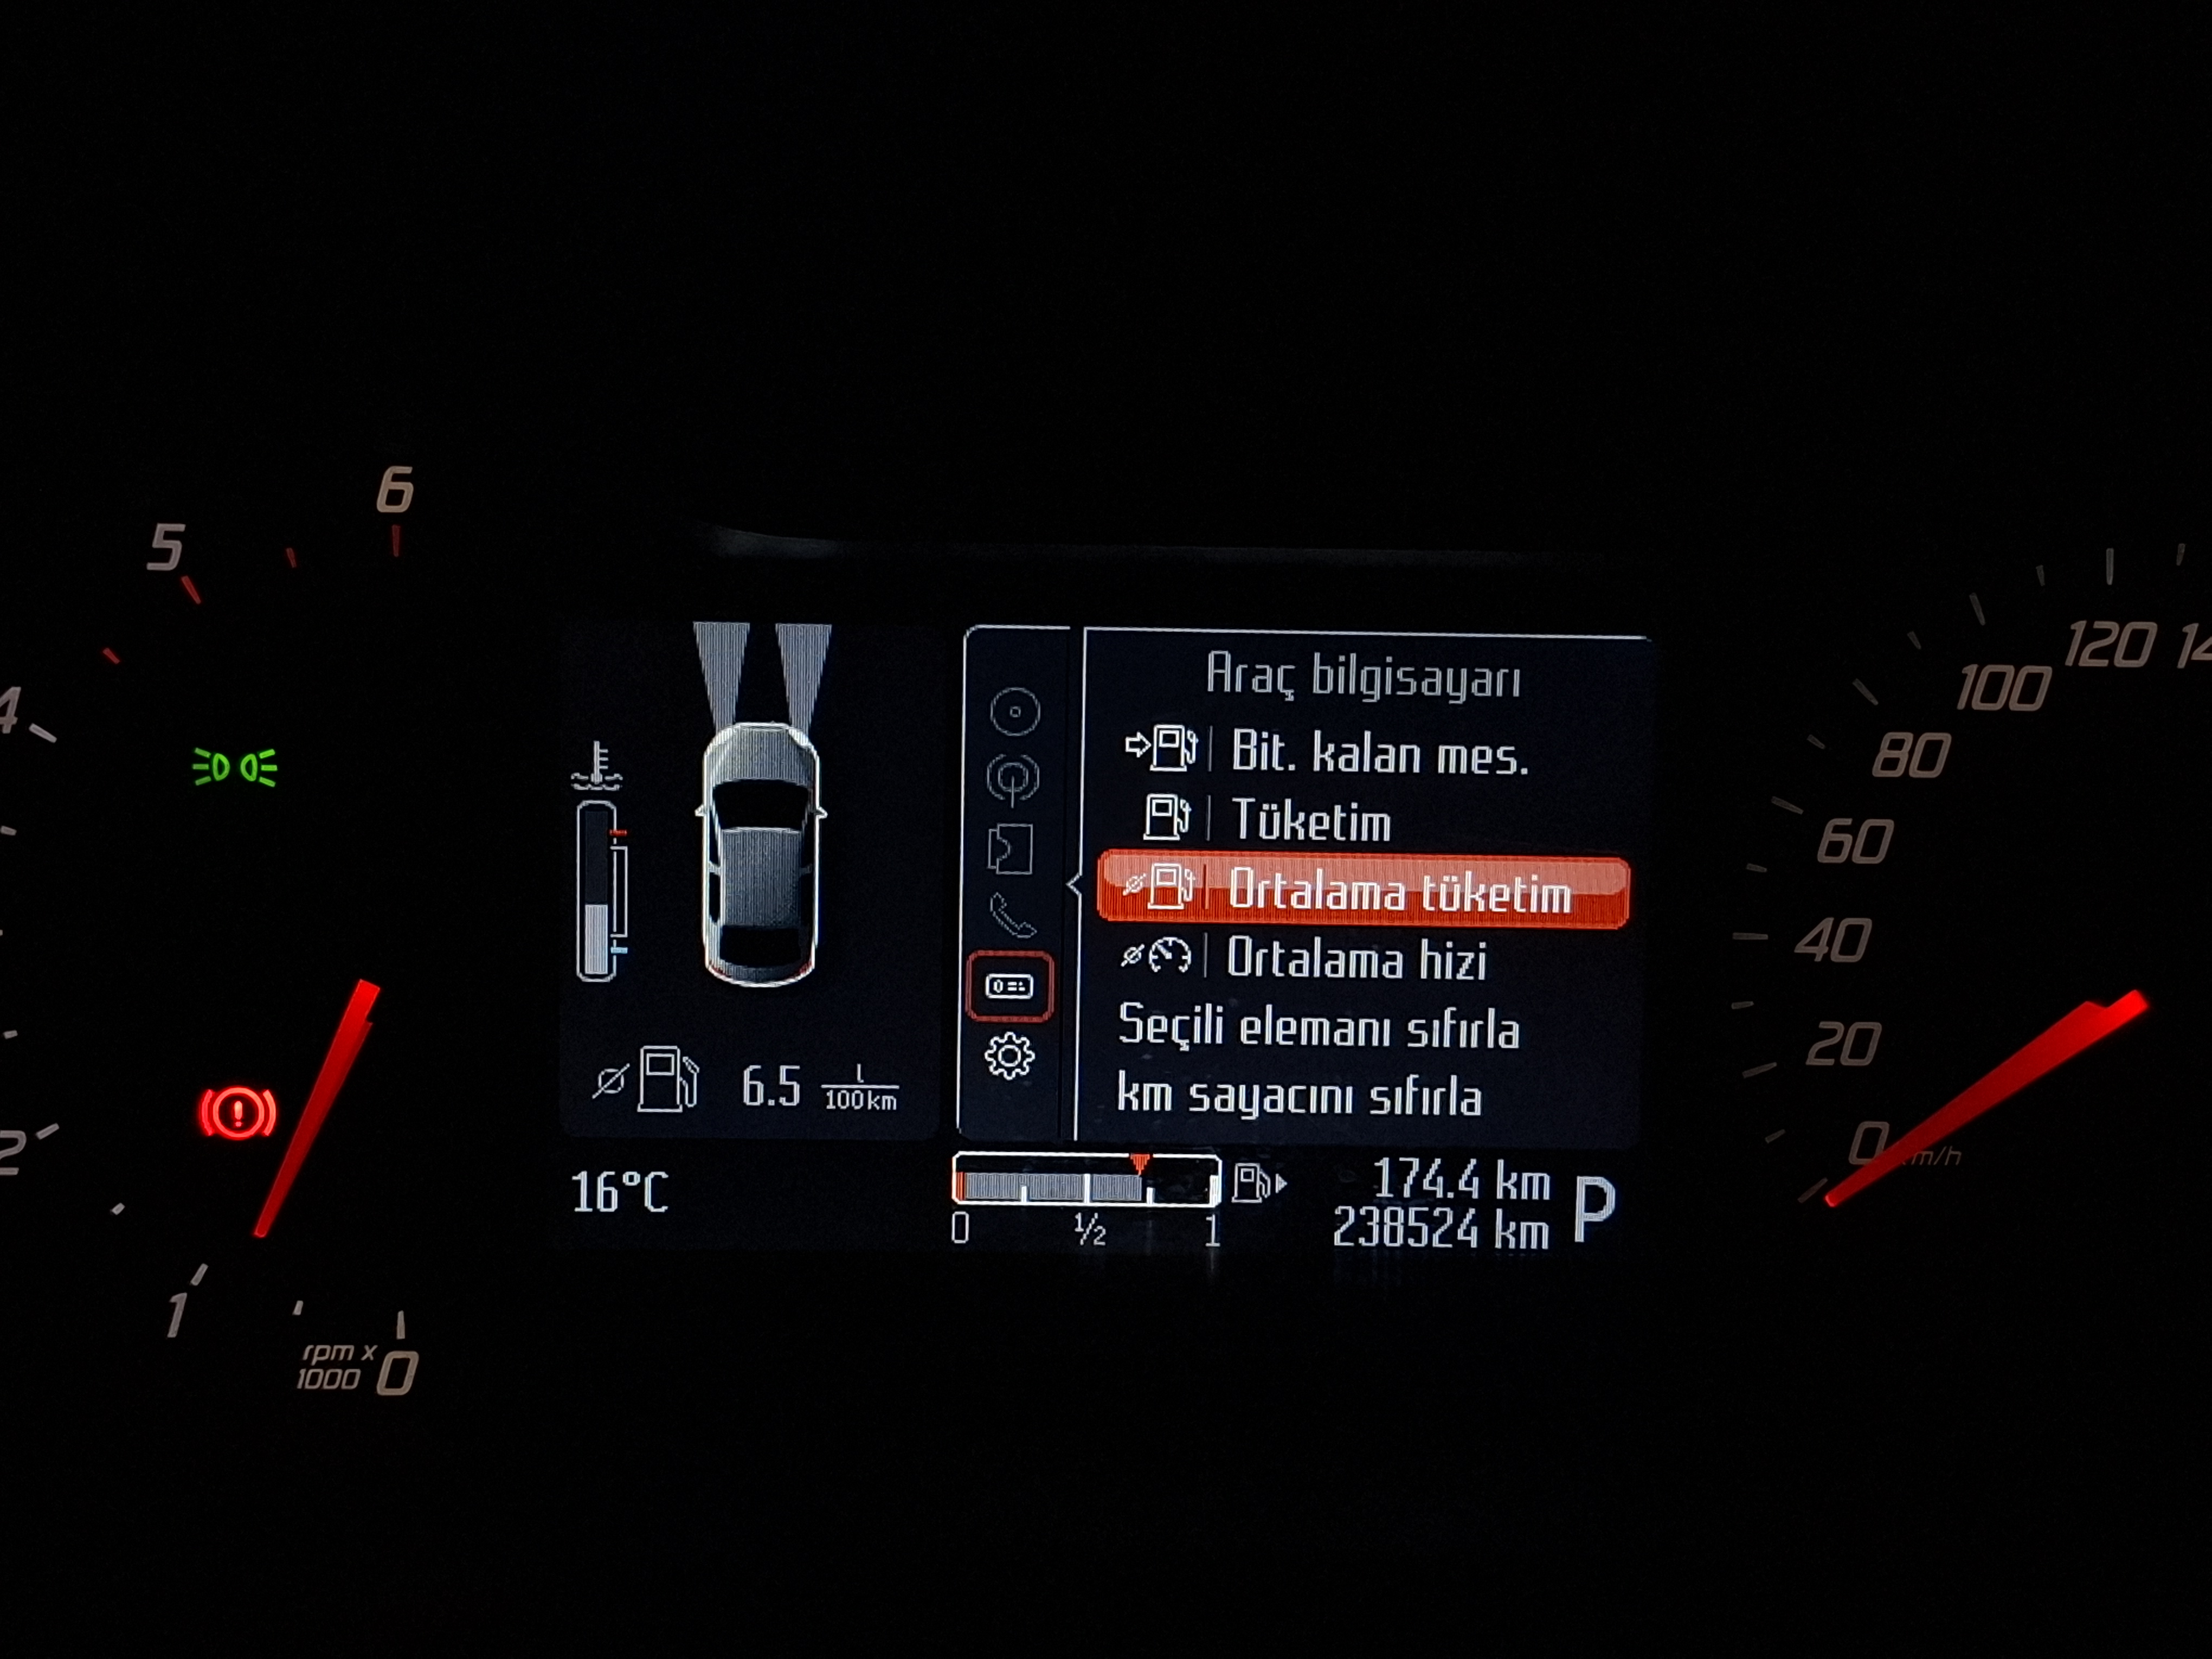 6
5
4
2
1
rpm x
1000 0
6.5 l/100km
16°C
Araç bilgisayarı
Bit. kalan mes.
Tüketim
Ortalama tüketim
Ortalama hizi
Seçili elemanı sıfırla
km sayacını sıfırla
0 1/2 1
174.4 km
238524 km
P
120
100
80
60
40
20
0